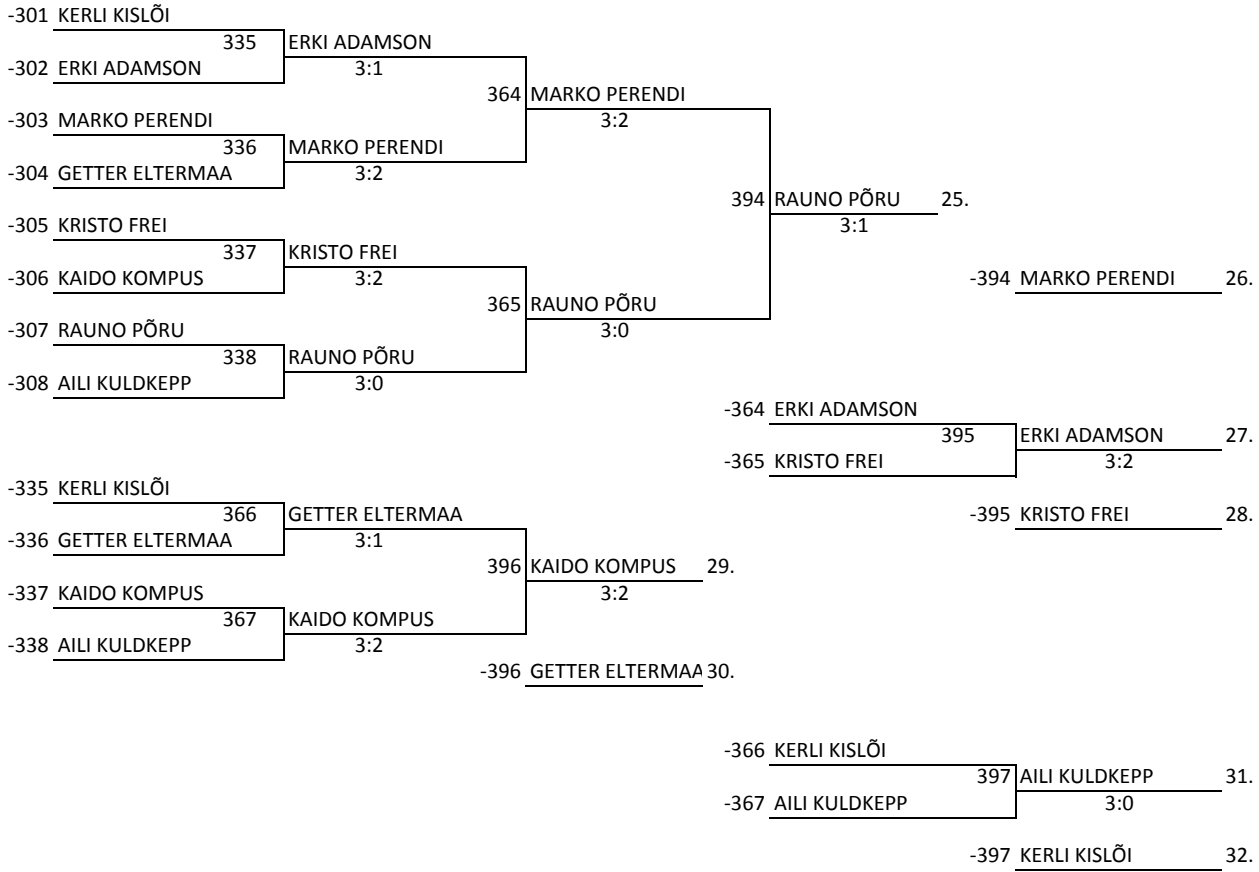 -301 KERLI KISLÕI
335 ERKI ADAMSON
-302 ERKI ADAMSON 3:1
364 MARKO PERENDI
-303 MARKO PERENDI 3:2
336 MARKO PERENDI
-304 GETTER ELTERMAA 3:2
394 RAUNO PÕRU 25.
-305 KRISTO FREI 3:1
337 KRISTO FREI
-306 KAIDO KOMPUS 3:2 -394 MARKO PERENDI 26.
365 RAUNO PÕRU
-307 RAUNO PÕRU 3:0
338 RAUNO PÕRU
-308 AILI KULDKEPP 3:0
-364 ERKI ADAMSON
395 ERKI ADAMSON 27.
-365 KRISTO FREI 3:2
-335 KERLI KISLÕI
366 GETTER ELTERMAA -395 KRISTO FREI 28.
-336 GETTER ELTERMAA 3:1
396 KAIDO KOMPUS 29.
-337 KAIDO KOMPUS 3:2
367 KAIDO KOMPUS
-338 AILI KULDKEPP 3:2
-396 GETTER ELTERMAA 30.
-366 KERLI KISLÕI
397 AILI KULDKEPP 31.
-367 AILI KULDKEPP 3:0
-397 KERLI KISLÕI 32.